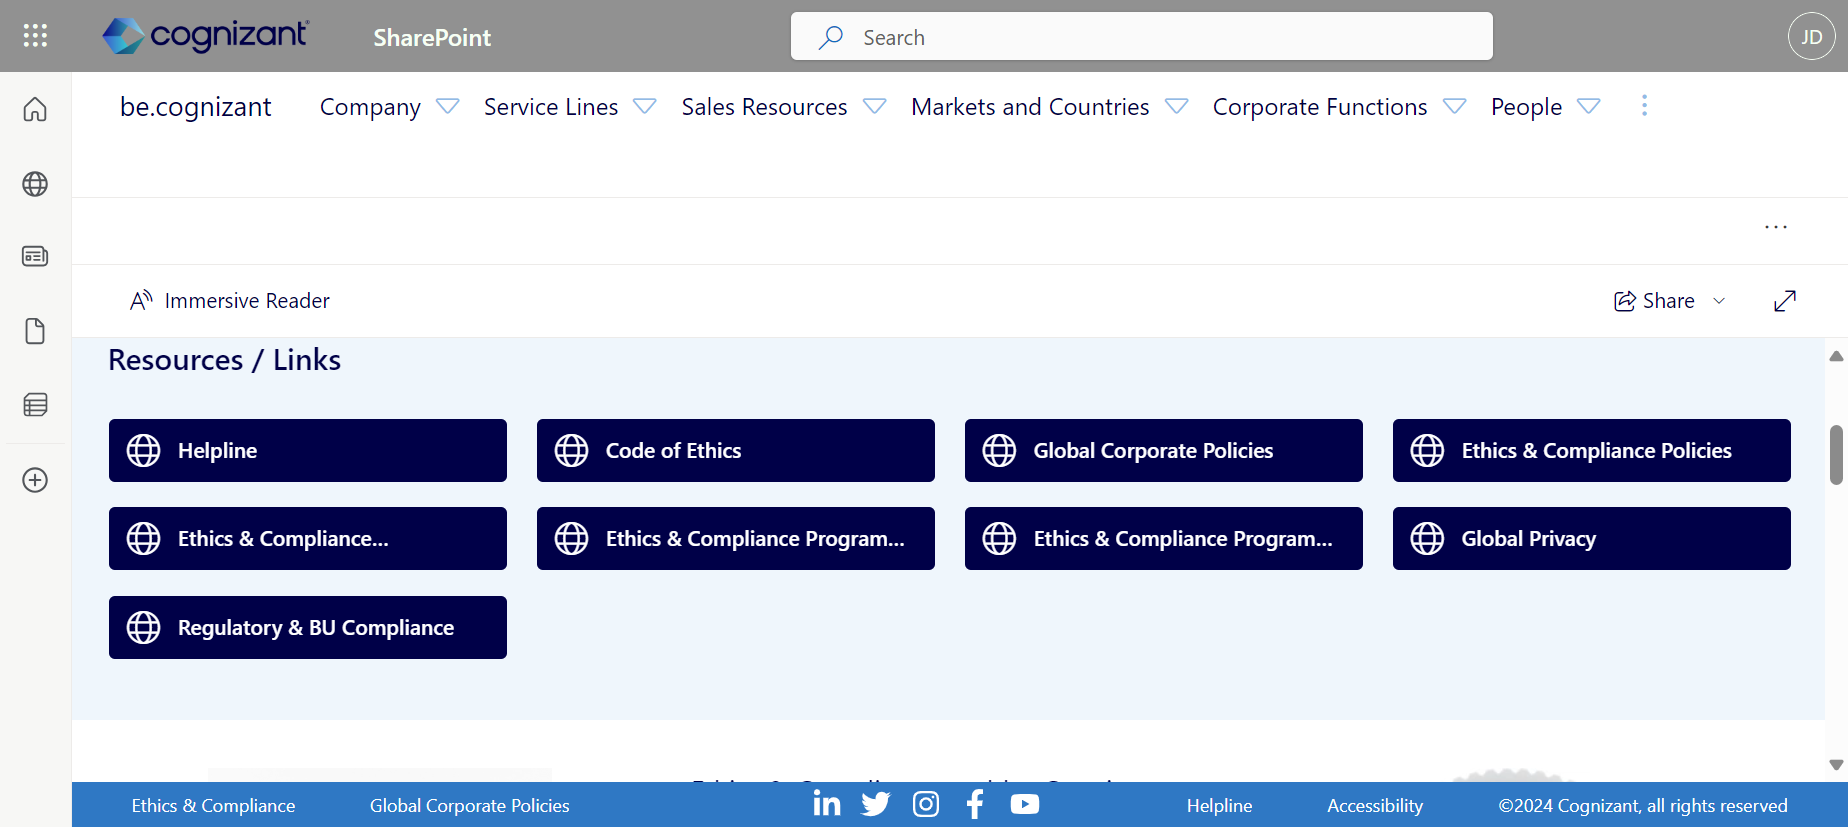 cognizant
SharePoint
Search
JD
be.cognizant
Company
Service Lines
Sales Resources
Markets and Countries
Corporate Functions
People
Immersive Reader
Share
Resources / Links
Helpline
Code of Ethics
Global Corporate Policies
Ethics & Compliance Policies
Ethics & Compliance...
Ethics & Compliance Program...
Ethics & Compliance Program...
Global Privacy
Regulatory & BU Compliance
Ethics & Compliance
Global Corporate Policies
Helpline
Accessibility
©2024 Cognizant, all rights reserved